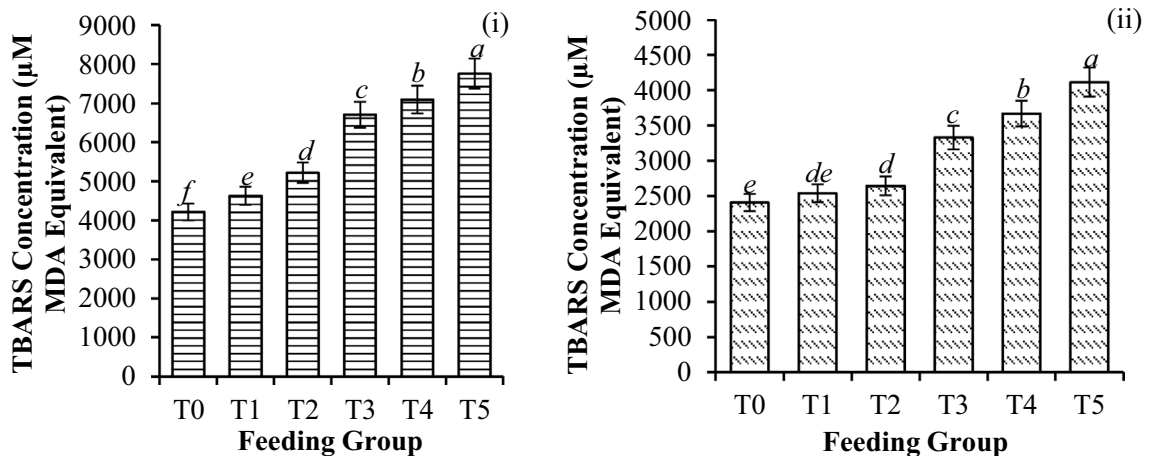 (i)
TBARS Concentration (µM
MDA Equivalent)
9000
8000
7000
6000
5000
4000
3000
2000
1000
0
f
e
d
c
b
a
T0 T1 T2 T3 T4 T5
Feeding Group
(ii)
TBARS Concentration (µM
MDA Equivalent)
5000
4500
4000
3500
3000
2500
2000
1500
1000
500
0
e
de
d
c
b
a
T0 T1 T2 T3 T4 T5
Feeding Group